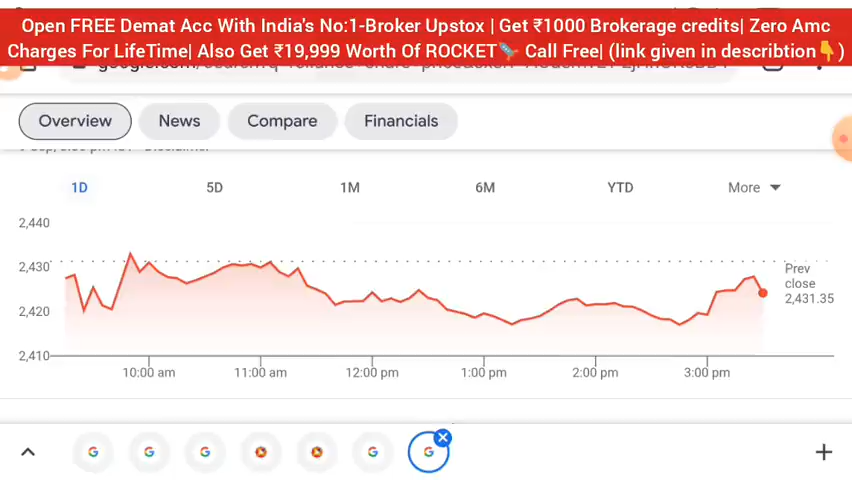 Open FREE Demat Acc With India's No:1-Broker Upstox | Get ₹1000 Brokerage credits| Zero Amc
Charges For LifeTime| Also Get ₹19,999 Worth Of ROCKET🚀 Call Free| (link given in describtion👇)
Overview News Compare Financials
Disclaimer
1D 5D 1M 6M YTD More
2,440
2,430
Prev
close
2,431.35
2,420
2,410
10:00 am 11:00 am 12:00 pm 1:00 pm 2:00 pm 3:00 pm